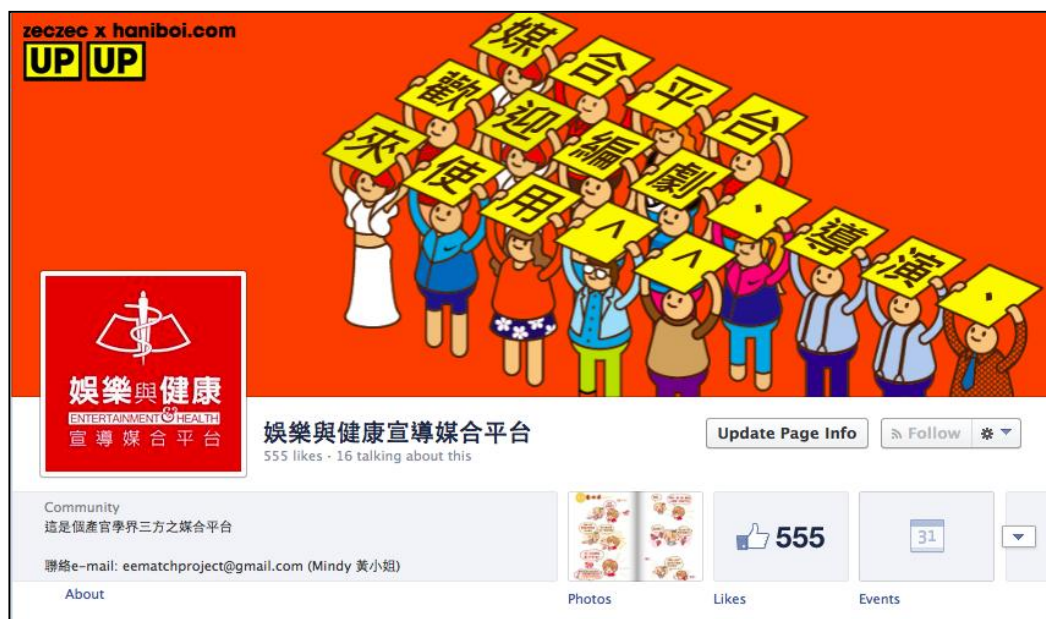 zeczec x haniboi.com
UP UP
媒合平台
歡迎編劇・導演・
來使用^^
娛樂與健康
ENTERTAINMENT & HEALTH
宣導媒合平台
娛樂與健康宣導媒合平台
555 likes · 16 talking about this
Update Page Info
Follow
Community
這是個產官學界三方之媒合平台
聯絡e-mail: eematchproject@gmail.com (Mindy 黃小姐)
About
Photos
555
Likes
31
Events